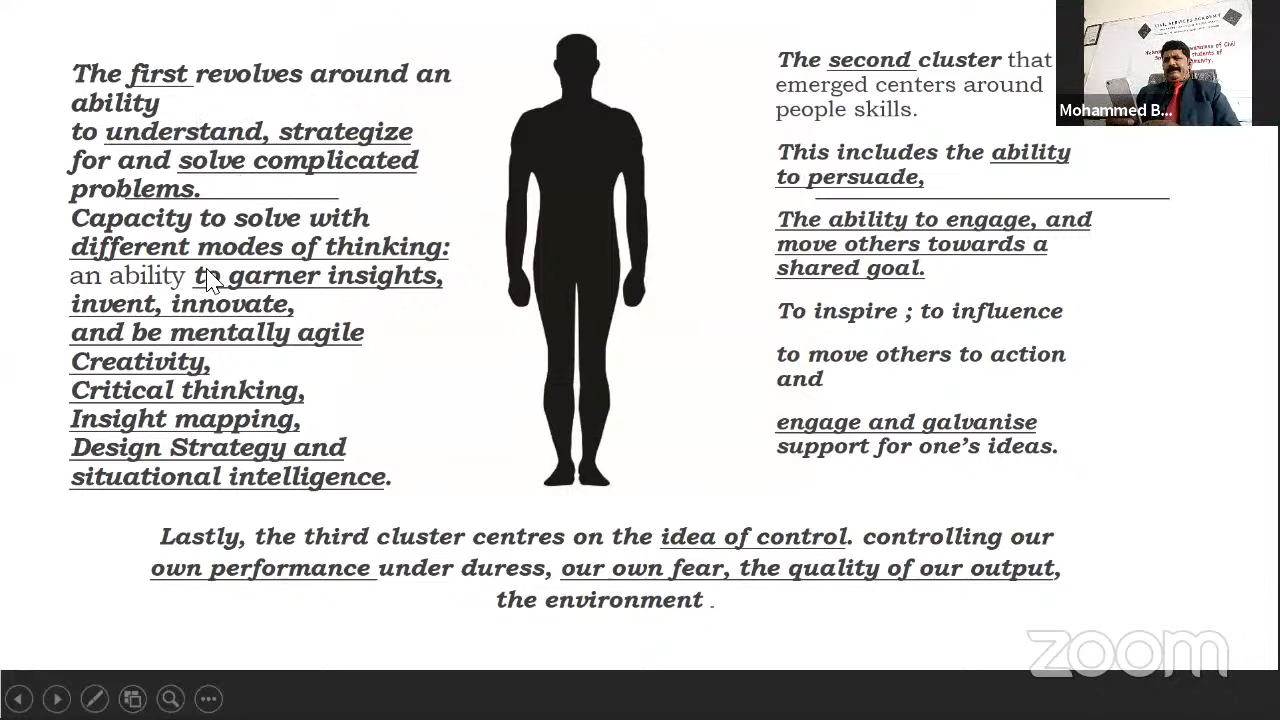 The first revolves around an
ability
to understand, strategize
for and solve complicated
problems.
Capacity to solve with
different modes of thinking:
an ability to garner insights,
invent, innovate,
and be mentally agile
Creativity,
Critical thinking,
Insight mapping,
Design Strategy and
situational intelligence.
The second cluster that
emerged centers around
people skills.
This includes the ability
to persuade,
The ability to engage, and
move others towards a
shared goal.
To inspire ; to influence
to move others to action
and
engage and galvanise
support for one’s ideas.
Lastly, the third cluster centres on the idea of control. controlling our
own performance under duress, our own fear, the quality of our output,
the environment .
CIVIL SERVICES ACADEMY
Mohammed B...
zoom